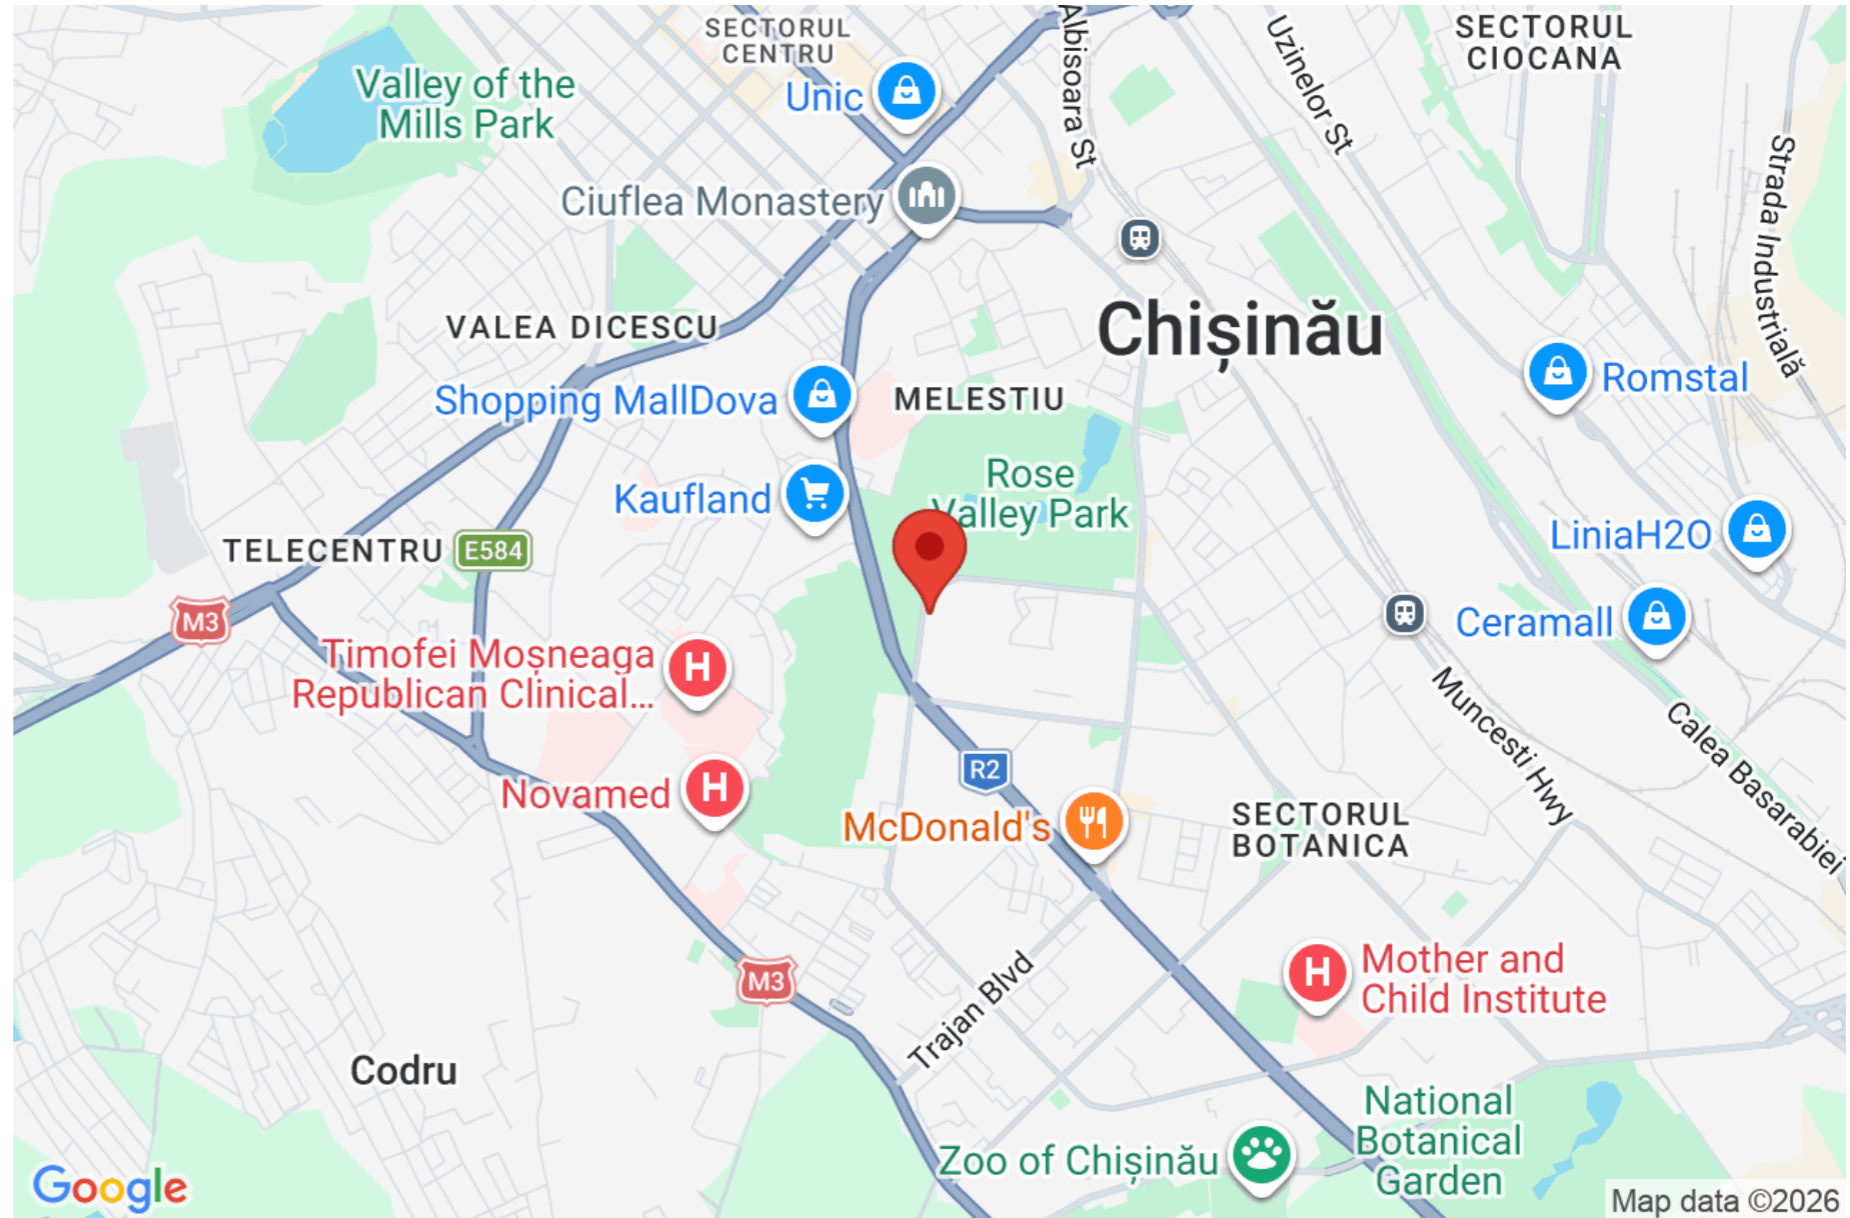 SECTORUL
CENTRU
Albisoara St
Uzinelor St
SECTORUL
CIOCANA
Valley of the
Mills Park
Unic
Strada Industrială
Ciuflea Monastery
VALEA DICESCU
Chișinău
Shopping MallDova
MELESTIU
Romstal
Rose
Valley Park
Kaufland
TELECENTRU
E584
LiniaH2O
M3
Ceramall
Timofei Moșneaga
Republican Clinical...
H
Muncesti Hwy
Calea Basarabiei
R2
Novamed
H
McDonald's
SECTORUL
BOTANICA
M3
Trajan Blvd
H
Mother and
Child Institute
Codru
National
Botanical
Garden
Zoo of Chișinău
Google
Map data ©2026